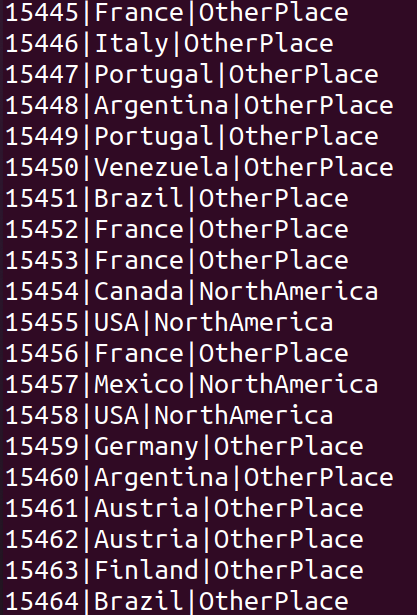 15445|France|OtherPlace
15446|Italy|OtherPlace
15447|Portugal|OtherPlace
15448|Argentina|OtherPlace
15449|Portugal|OtherPlace
15450|Venezuela|OtherPlace
15451|Brazil|OtherPlace
15452|France|OtherPlace
15453|France|OtherPlace
15454|Canada|NorthAmerica
15455|USA|NorthAmerica
15456|France|OtherPlace
15457|Mexico|NorthAmerica
15458|USA|NorthAmerica
15459|Germany|OtherPlace
15460|Argentina|OtherPlace
15461|Austria|OtherPlace
15462|Austria|OtherPlace
15463|Finland|OtherPlace
15464|Brazil|OtherPlace